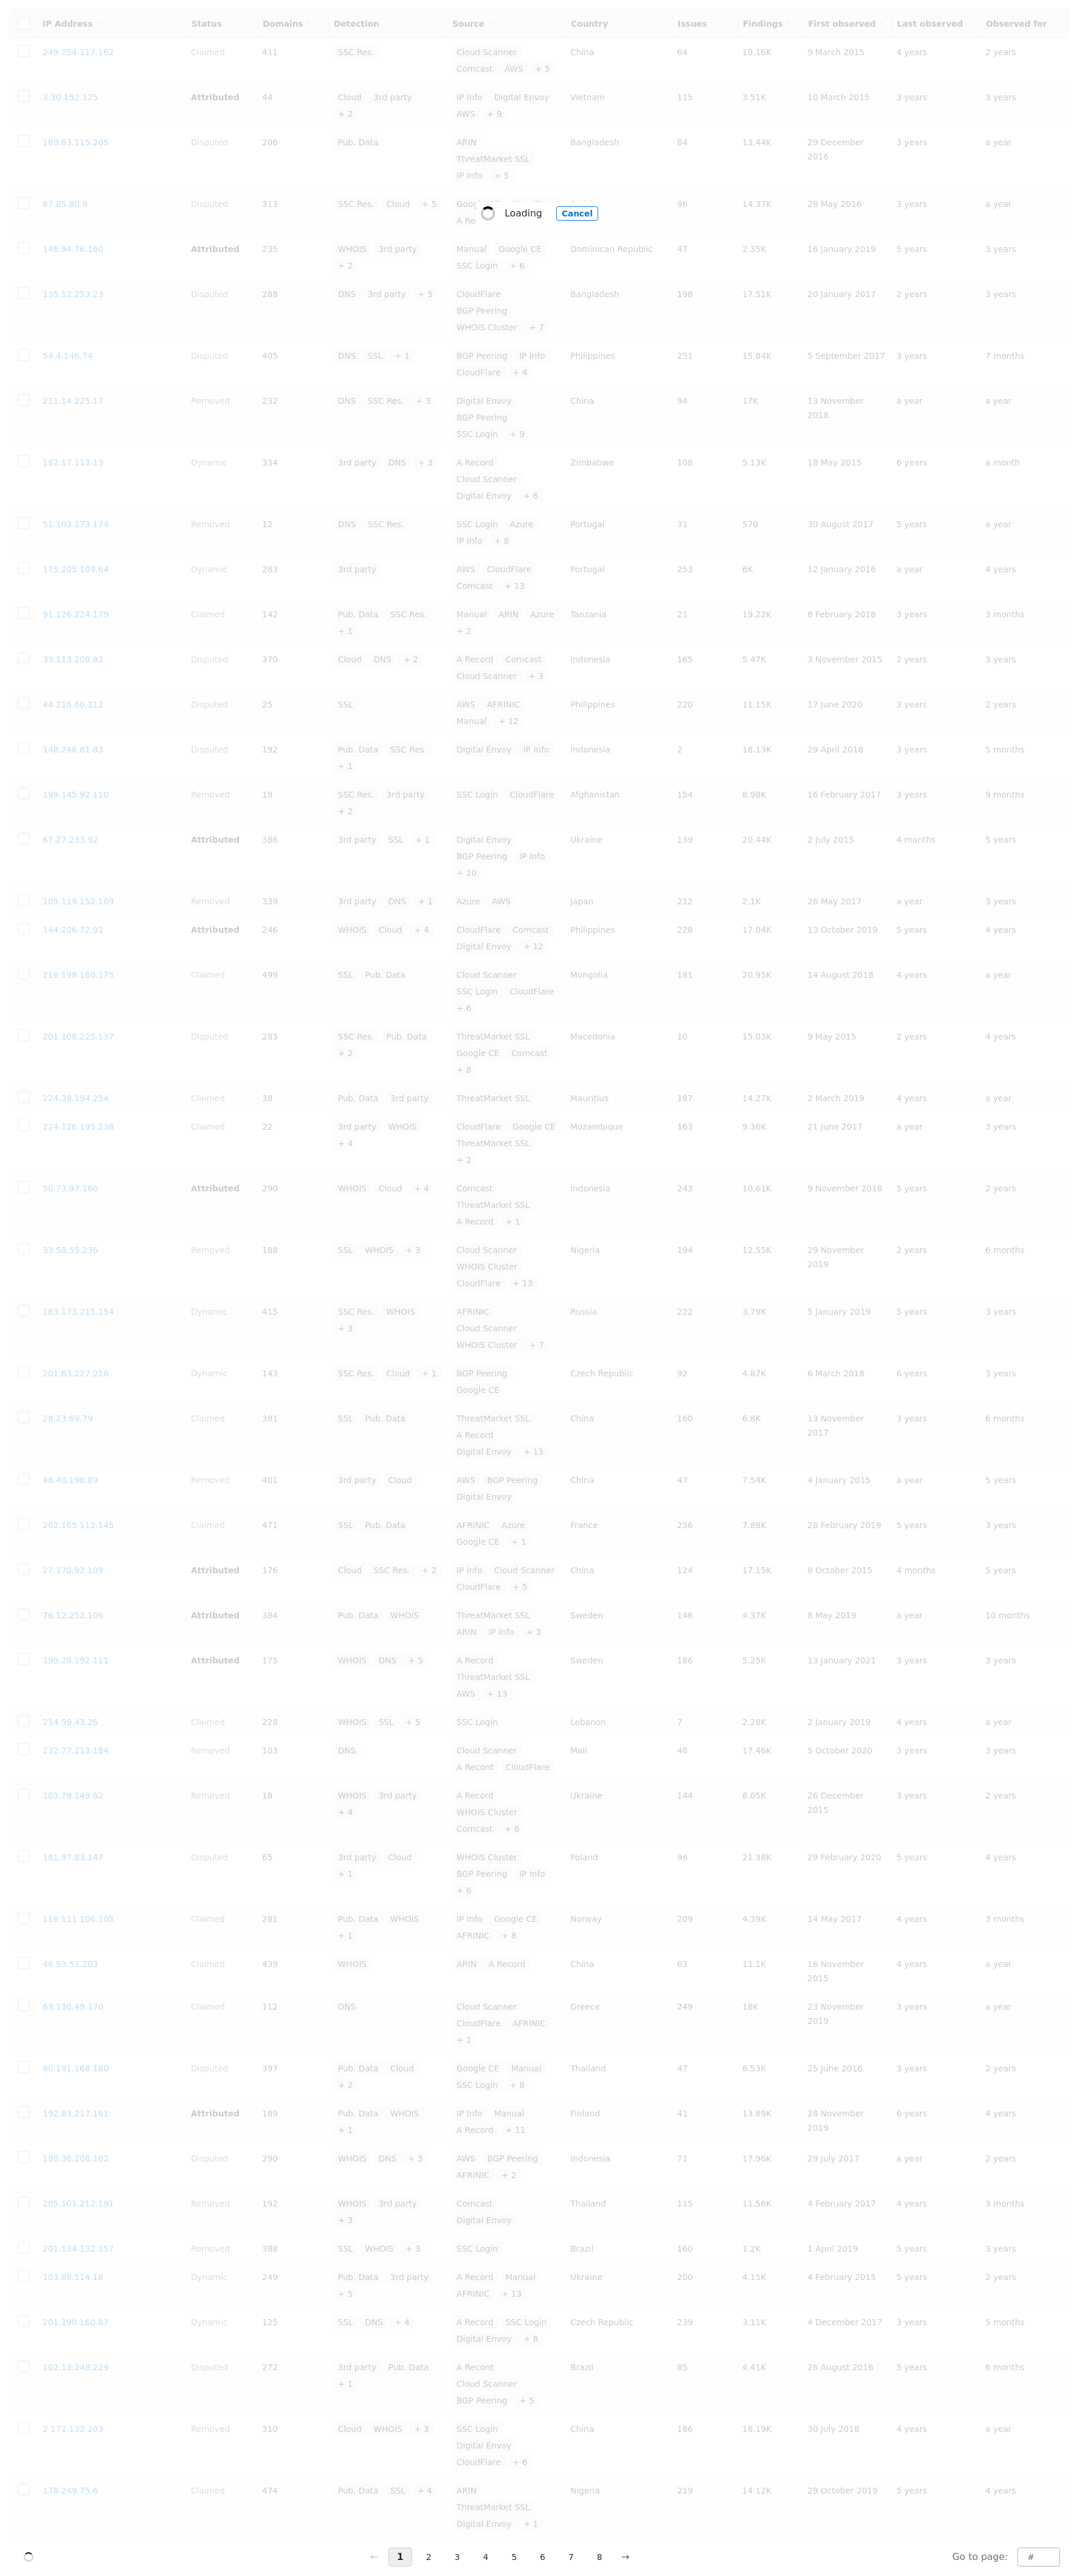 IP Address Status Domains Detection Source Country Issues Findings First observed Last observed Observed for
249.254.117.162 Claimed 411 SSC Res. Cloud Scanner China 64 19.16K 9 March 2015 4 years 2 years
Comcast AWS + 5
3.30.152.125 Attributed 44 Cloud 3rd party IP Info Digital Envoy Vietnam 115 3.51K 10 March 2015 3 years 3 years
+ 2 AWS + 9
189.63.115.205 Disputed 206 Pub. Data ARIN Bangladesh 84 13.44K 29 December 3 years a year
ThreatMarket SSL 2016
IP Info + 5
67.85.80.9 Disputed 313 SSC Res. Cloud + 5 96 14.37K 28 May 2016 3 years a year
Loading Cancel
146.94.76.160 Attributed 235 WHOIS 3rd party Manual Google CE Dominican Republic 47 2.35K 16 January 2019 5 years 3 years
+ 2 SSC Login + 6
135.12.253.23 Disputed 288 DNS 3rd party + 5 CloudFlare Bangladesh 198 17.51K 20 January 2017 2 years 3 years
BGP Peering
WHOIS Cluster + 7
54.4.146.74 Disputed 405 DNS SSL + 1 BGP Peering IP Info Philippines 251 15.84K 5 September 2017 3 years 7 months
CloudFlare + 4
211.14.225.17 Removed 232 DNS SSC Res. + 3 Digital Envoy China 94 17K 13 November a year a year
BGP Peering 2018
SSC Login + 9
182.17.113.13 Dynamic 334 3rd party DNS + 3 A Record Zimbabwe 108 5.13K 18 May 2015 6 years a month
Cloud Scanner
Digital Envoy + 6
51.103.173.174 Removed 12 DNS SSC Res. SSC Login Azure Portugal 31 570 30 August 2017 5 years a year
IP Info + 8
175.205.109.64 Dynamic 283 3rd party AWS CloudFlare Portugal 253 6K 12 January 2016 a year 4 years
Comcast + 13
91.126.224.179 Claimed 142 Pub. Data SSC Res. Manual ARIN Azure Tanzania 21 19.22K 8 February 2018 3 years 3 months
+ 1 + 2
33.113.208.82 Disputed 370 Cloud DNS + 2 A Record Comcast Indonesia 165 5.47K 3 November 2015 2 years 3 years
Cloud Scanner + 3
44.216.60.112 Disputed 25 SSL AWS AFRINIC Philippines 220 11.15K 17 June 2020 3 years 2 years
Manual + 12
148.246.81.83 Disputed 192 Pub. Data SSC Res. Digital Envoy IP Info Indonesia 2 18.13K 29 April 2018 3 years 5 months
+ 1
199.145.92.110 Removed 18 SSC Res. 3rd party SSC Login CloudFlare Afghanistan 154 8.98K 16 February 2017 3 years 9 months
+ 2
67.27.233.92 Attributed 386 3rd party SSL + 1 Digital Envoy Ukraine 139 20.44K 2 July 2015 4 months 5 years
BGP Peering IP Info
+ 10
109.119.152.169 Removed 339 3rd party DNS + 1 Azure AWS Japan 212 2.1K 26 May 2017 a year 3 years
144.206.72.91 Attributed 246 WHOIS Cloud + 4 CloudFlare Comcast Philippines 228 17.04K 13 October 2019 5 years 4 years
Digital Envoy + 12
216.198.160.175 Claimed 499 SSL Pub. Data Cloud Scanner Mongolia 181 20.95K 14 August 2018 4 years a year
SSC Login CloudFlare
+ 6
201.108.225.137 Disputed 283 SSC Res. Pub. Data ThreatMarket SSL Macedonia 10 15.03K 9 May 2015 2 years 4 years
+ 2 Google CE Comcast
+ 8
224.39.194.254 Claimed 38 Pub. Data 3rd party ThreatMarket SSL Mauritius 187 14.27K 2 March 2019 4 years a year
224.126.195.238 Claimed 22 3rd party WHOIS CloudFlare Google CE Mozambique 163 9.36K 21 June 2017 a year 3 years
+ 4 ThreatMarket SSL
+ 2
50.73.97.166 Attributed 290 WHOIS Cloud + 4 Comcast Indonesia 243 10.61K 9 November 2018 5 years 2 years
ThreatMarket SSL
A Record + 1
33.58.55.236 Removed 188 SSL WHOIS + 3 Cloud Scanner Nigeria 194 12.55K 29 November 2 years 6 months
WHOIS Cluster 2019
CloudFlare + 13
183.173.215.154 Dynamic 415 SSC Res. WHOIS AFRINIC Russia 222 3.79K 5 January 2019 5 years 3 years
+ 3 Cloud Scanner
WHOIS Cluster + 7
201.63.227.218 Dynamic 143 SSC Res. Cloud + 1 BGP Peering Czech Republic 92 4.87K 6 March 2018 6 years 3 years
Google CE
28.23.69.79 Claimed 381 SSL Pub. Data ThreatMarket SSL China 160 6.8K 13 November 3 years 6 months
A Record 2017
Digital Envoy + 13
46.40.190.89 Removed 401 3rd party Cloud AWS BGP Peering China 47 7.54K 4 January 2015 a year 5 years
Digital Envoy
202.165.112.145 Claimed 471 SSL Pub. Data AFRINIC Azure France 256 7.88K 28 February 2019 5 years 3 years
Google CE + 1
27.170.92.109 Attributed 176 Cloud SSC Res. + 2 IP Info Cloud Scanner China 124 17.15K 8 October 2015 4 months 5 years
CloudFlare + 5
76.12.252.106 Attributed 384 Pub. Data WHOIS ThreatMarket SSL Sweden 146 4.37K 8 May 2019 a year 10 months
ARIN IP Info + 3
199.28.192.111 Attributed 175 WHOIS DNS + 5 A Record Sweden 186 5.25K 13 January 2021 3 years 3 years
ThreatMarket SSL
AWS + 13
214.99.43.26 Claimed 228 WHOIS SSL + 5 SSC Login Lebanon 7 2.28K 2 January 2019 4 years a year
232.77.213.184 Removed 103 DNS Cloud Scanner Mali 48 17.46K 5 October 2020 3 years 3 years
A Record CloudFlare
103.79.149.62 Removed 18 WHOIS 3rd party A Record Ukraine 144 8.05K 26 December 3 years 2 years
+ 4 WHOIS Cluster 2015
Comcast + 6
161.97.83.147 Disputed 65 3rd party Cloud WHOIS Cluster Poland 96 21.38K 29 February 2020 5 years 4 years
+ 1 BGP Peering IP Info
+ 6
116.111.106.105 Claimed 281 Pub. Data WHOIS IP Info Google CE Norway 209 4.39K 14 May 2017 4 years 3 months
+ 1 AFRINIC + 8
46.53.51.203 Claimed 439 WHOIS ARIN A Record China 63 11.1K 16 November 4 years a year
2015
63.130.49.170 Claimed 112 DNS Cloud Scanner Greece 249 18K 23 November 3 years a year
CloudFlare AFRINIC 2019
+ 1
80.191.168.180 Disputed 397 Pub. Data Cloud Google CE Manual Thailand 47 6.53K 25 June 2016 3 years 2 years
+ 2 SSC Login + 8
192.83.217.161 Attributed 189 Pub. Data WHOIS IP Info Manual Finland 41 13.89K 28 November 6 years 4 years
+ 1 A Record + 11 2019
180.36.208.102 Disputed 290 WHOIS DNS + 5 AWS BGP Peering Indonesia 71 17.96K 29 July 2017 a year 2 years
AFRINIC + 2
205.101.212.191 Removed 192 WHOIS 3rd party Comcast Thailand 115 11.56K 4 February 2017 4 years 3 months
+ 3 Digital Envoy
201.134.132.157 Removed 388 SSL WHOIS + 3 SSC Login Brazil 160 1.2K 1 April 2019 5 years 3 years
103.88.114.18 Dynamic 249 Pub. Data 3rd party A Record Manual Ukraine 200 4.15K 4 February 2015 5 years 2 years
+ 5 AFRINIC + 13
201.190.160.87 Dynamic 125 SSL DNS + 4 A Record SSC Login Czech Republic 239 3.11K 4 December 2017 3 years 5 months
Digital Envoy + 8
102.13.248.229 Disputed 272 3rd party Pub. Data A Record Brazil 85 4.41K 26 August 2016 5 years 6 months
+ 1 Cloud Scanner
BGP Peering + 5
2.171.132.203 Removed 310 Cloud WHOIS + 3 SSC Login China 186 16.19K 30 July 2018 4 years a year
Digital Envoy
CloudFlare + 6
178.249.75.6 Claimed 474 Pub. Data SSL + 4 ARIN Nigeria 219 14.12K 29 October 2019 5 years 4 years
ThreatMarket SSL
Digital Envoy + 1
← 1 2 3 4 5 6 7 8 → Go to page: #